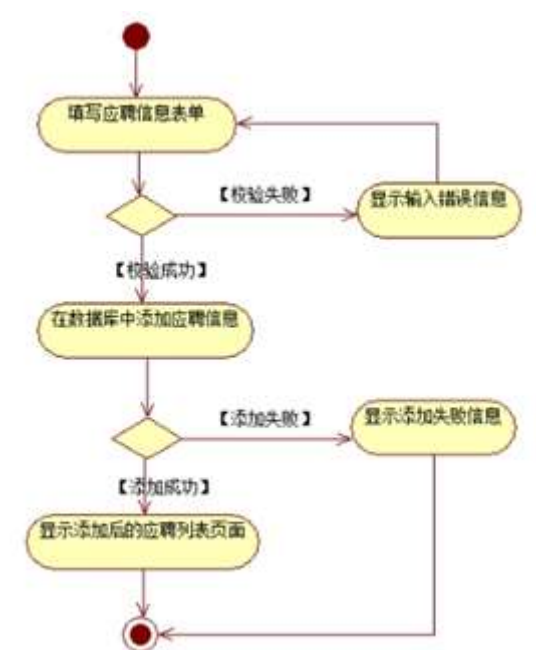 填写应聘信息表单
【校验失败】
显示输入错误信息
【校验成功】
在数据库中添加应聘信息
【添加失败】
显示添加失败信息
【添加成功】
显示添加后的应聘列表页面